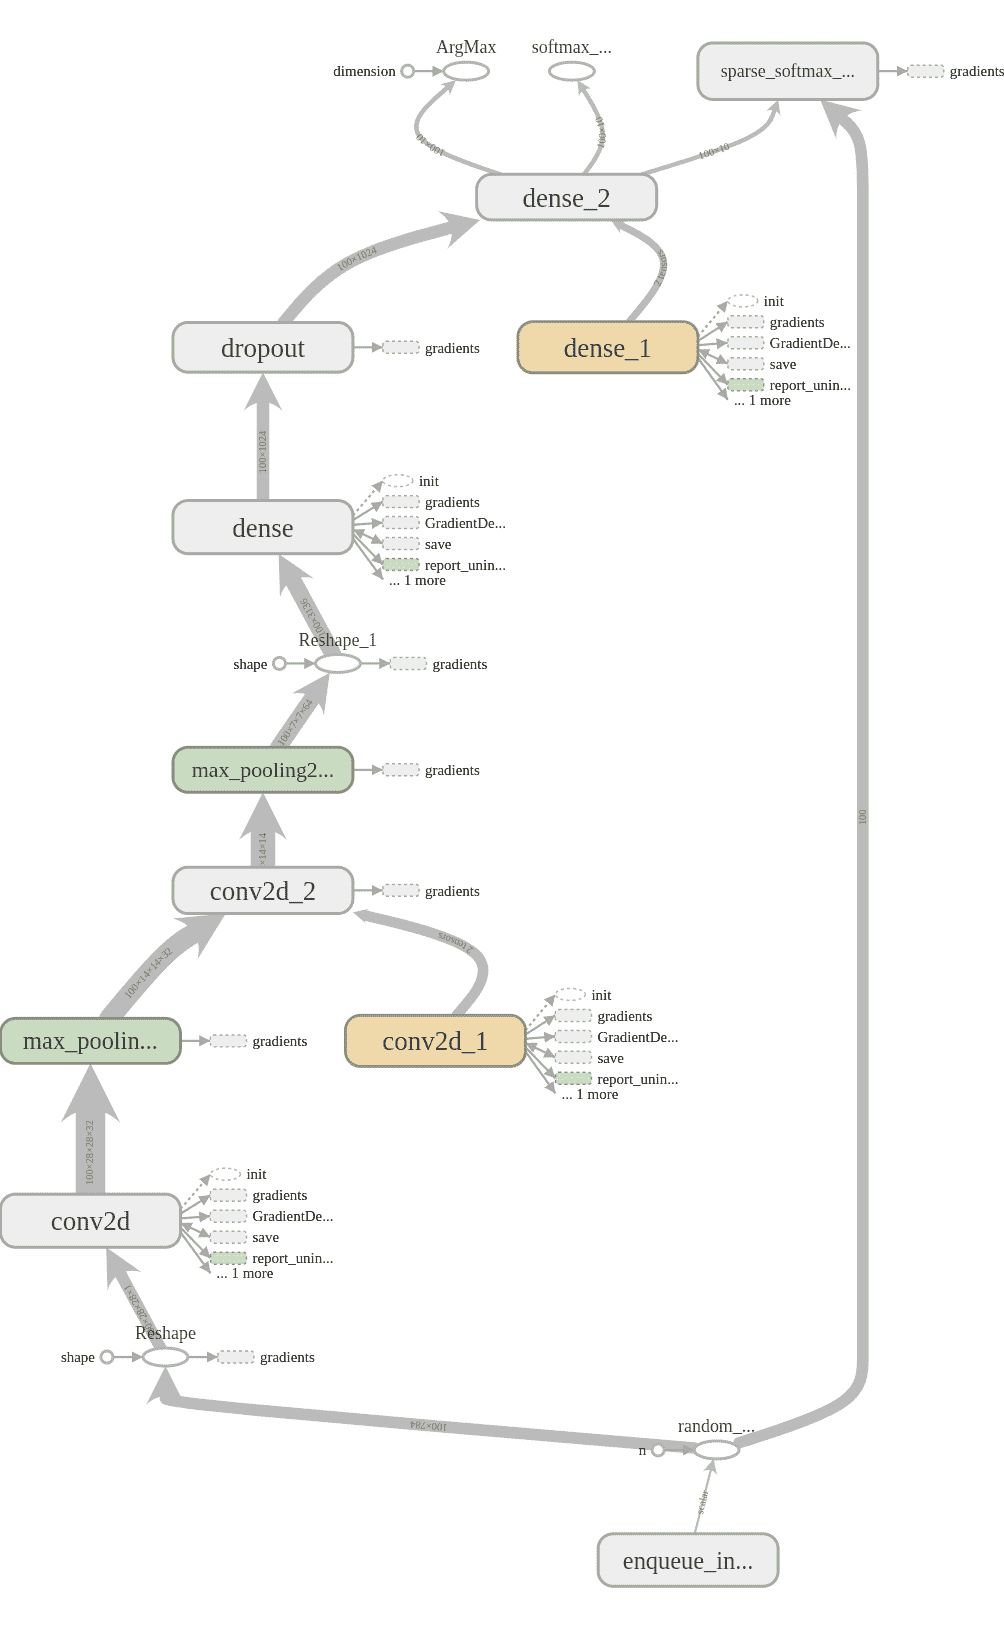 ArgMax
softmax_...
dimension
sparse_softmax_...
gradients
100×10
100×10
100×10
dense_2
100×1024
2 tensors
init
gradients
GradientDe...
save
report_unin...
... 1 more
dropout
gradients
dense_1
100×1024
init
gradients
GradientDe...
save
report_unin...
... 1 more
dense
100×3136
Reshape_1
shape
gradients
100×7×7×64
max_pooling2...
gradients
×14×14
100
conv2d_2
gradients
2 tensors
100×14×14×32
init
gradients
GradientDe...
save
report_unin...
... 1 more
max_poolin...
gradients
conv2d_1
100×28×28×32
init
gradients
GradientDe...
save
report_unin...
... 1 more
conv2d
×28×28×1
Reshape
shape
gradients
100×784
random_...
n
scalar
enqueue_in...